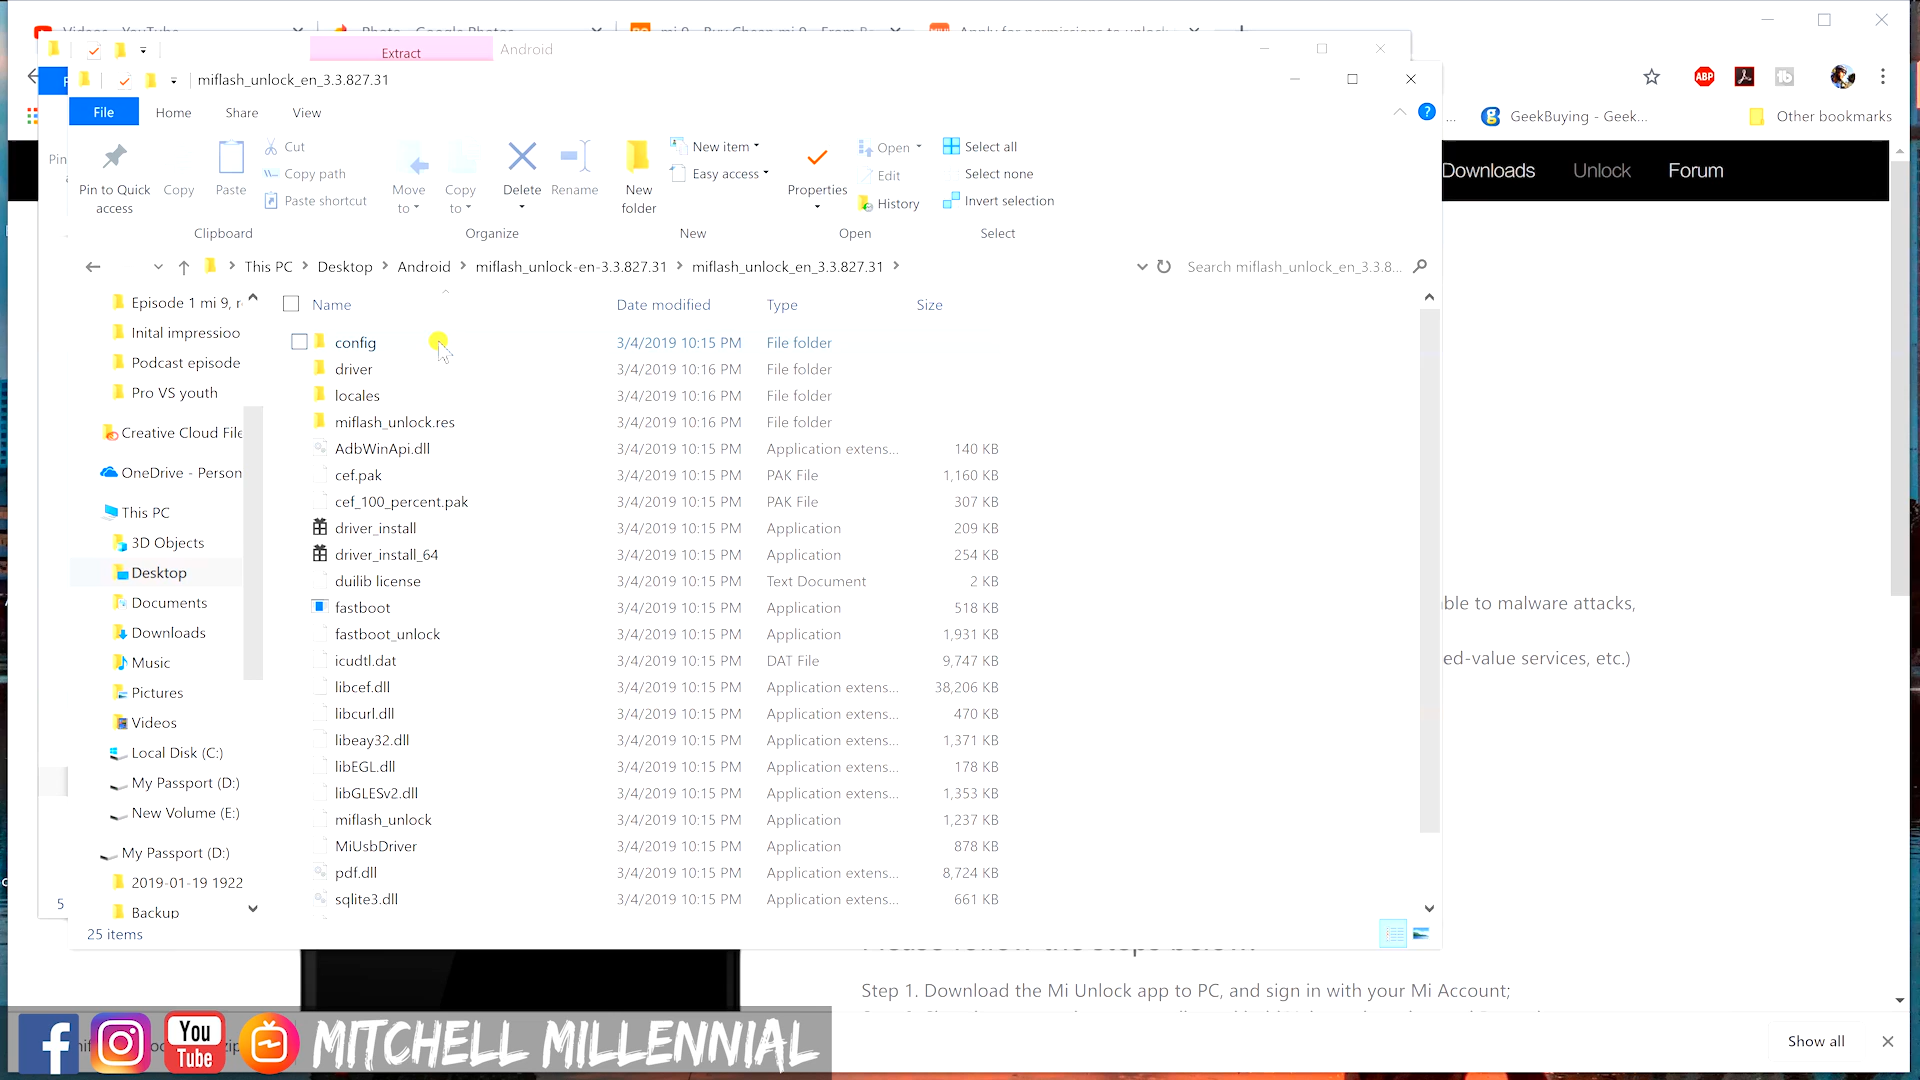 Videos - YouTube
Photo - Google Photos
mi 9 - Buy Cheap mi 9 - From B
Apply for permissions to unlock
Extract
Android
miflash_unlock_en_3.3.827.31
File
Home
Share
View
GeekBuying - Geek...
Other bookmarks
Downloads
Unlock
Forum
Pin to Quick access
Copy
Paste
Cut
Copy path
Paste shortcut
Move to
Copy to
Delete
Rename
New folder
New item
Easy access
Properties
Open
Edit
History
Select all
Select none
Invert selection
Clipboard
Organize
New
Open
Select
This PC
Desktop
Android
miflash_unlock-en-3.3.827.31
miflash_unlock_en_3.3.827.31
Search miflash_unlock_en_3.3.8...
Episode 1 mi 9, r
Inital impressioo
Podcast episode
Pro VS youth
Creative Cloud File
OneDrive - Person
This PC
3D Objects
Desktop
Documents
Downloads
Music
Pictures
Videos
Local Disk (C:)
My Passport (D:)
New Volume (E:)
My Passport (D:)
2019-01-19 1922
Backup
Name Date modified Type Size
config 3/4/2019 10:15 PM File folder
driver 3/4/2019 10:16 PM File folder
locales 3/4/2019 10:16 PM File folder
miflash_unlock.res 3/4/2019 10:16 PM File folder
AdbWinApi.dll 3/4/2019 10:15 PM Application extens... 140 KB
cef.pak 3/4/2019 10:15 PM PAK File 1,160 KB
cef_100_percent.pak 3/4/2019 10:15 PM PAK File 307 KB
driver_install 3/4/2019 10:15 PM Application 209 KB
driver_install_64 3/4/2019 10:15 PM Application 254 KB
duilib license 3/4/2019 10:15 PM Text Document 2 KB
fastboot 3/4/2019 10:15 PM Application 518 KB
fastboot_unlock 3/4/2019 10:15 PM Application 1,931 KB
icudtl.dat 3/4/2019 10:15 PM DAT File 9,747 KB
libcef.dll 3/4/2019 10:15 PM Application extens... 38,206 KB
libcurl.dll 3/4/2019 10:15 PM Application extens... 470 KB
libeay32.dll 3/4/2019 10:15 PM Application extens... 1,371 KB
libEGL.dll 3/4/2019 10:15 PM Application extens... 178 KB
libGLESv2.dll 3/4/2019 10:15 PM Application extens... 1,353 KB
miflash_unlock 3/4/2019 10:15 PM Application 1,237 KB
MiUsbDriver 3/4/2019 10:15 PM Application 878 KB
pdf.dll 3/4/2019 10:15 PM Application extens... 8,724 KB
sqlite3.dll 3/4/2019 10:15 PM Application extens... 661 KB
25 items
ble to malware attacks,
ed-value services, etc.)
Step 1. Download the Mi Unlock app to PC, and sign in with your Mi Account;
You Tube
MITCHELL MILLENNIAL
Show all